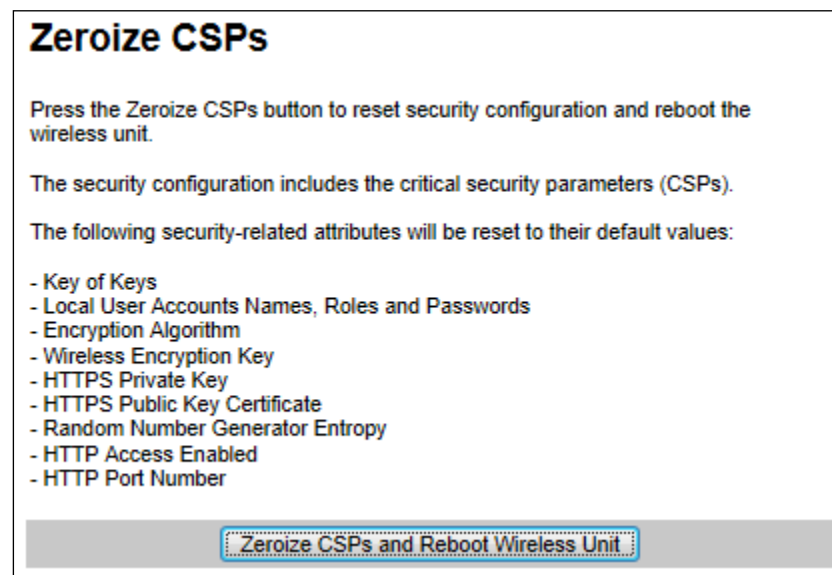 Zeroize CSPs
Press the Zeroize CSPs button to reset security configuration and reboot the
wireless unit.
The security configuration includes the critical security parameters (CSPs).
The following security-related attributes will be reset to their default values:
- Key of Keys
- Local User Accounts Names, Roles and Passwords
- Encryption Algorithm
- Wireless Encryption Key
- HTTPS Private Key
- HTTPS Public Key Certificate
- Random Number Generator Entropy
- HTTP Access Enabled
- HTTP Port Number
Zeroize CSPs and Reboot Wireless Unit